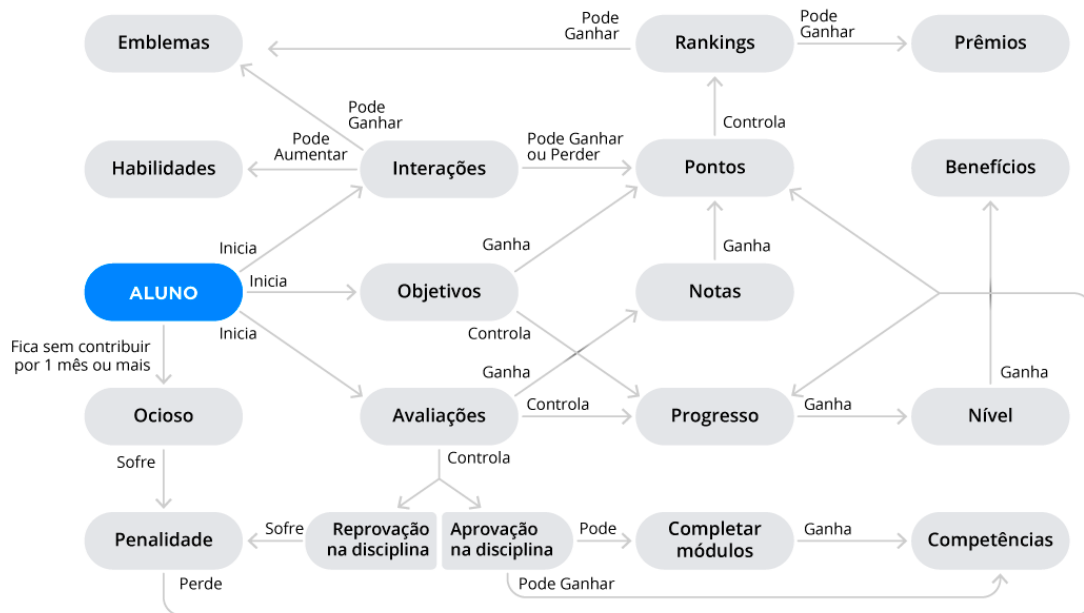 Emblemas
Pode
Ganhar
Rankings
Pode
Ganhar
Prêmios
Pode
Ganhar
Controla
Habilidades
Pode
Aumentar
Interações
Pode Ganhar
ou Perder
Pontos
Benefícios
Inicia
Ganha
Ganha
ALUNO
Inicia
Objetivos
Notas
Inicia
Controla
Fica sem contribuir
por 1 mês ou mais
Ganha
Ganha
Ocioso
Avaliações
Controla
Progresso
Ganha
Nível
Sofre
Controla
Penalidade
Sofre
Reprovação
na disciplina
Aprovação
na disciplina
Pode
Completar
módulos
Ganha
Competências
Perde
Pode Ganhar